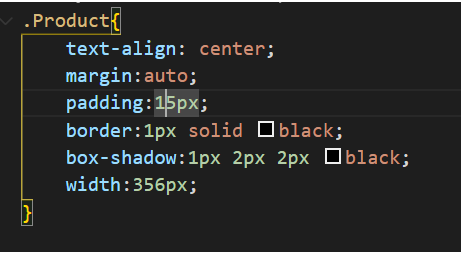 .Product{
text-align: center;
margin:auto;
padding:15px;
border:1px solid black;
box-shadow:1px 2px 2px black;
width:356px;
}